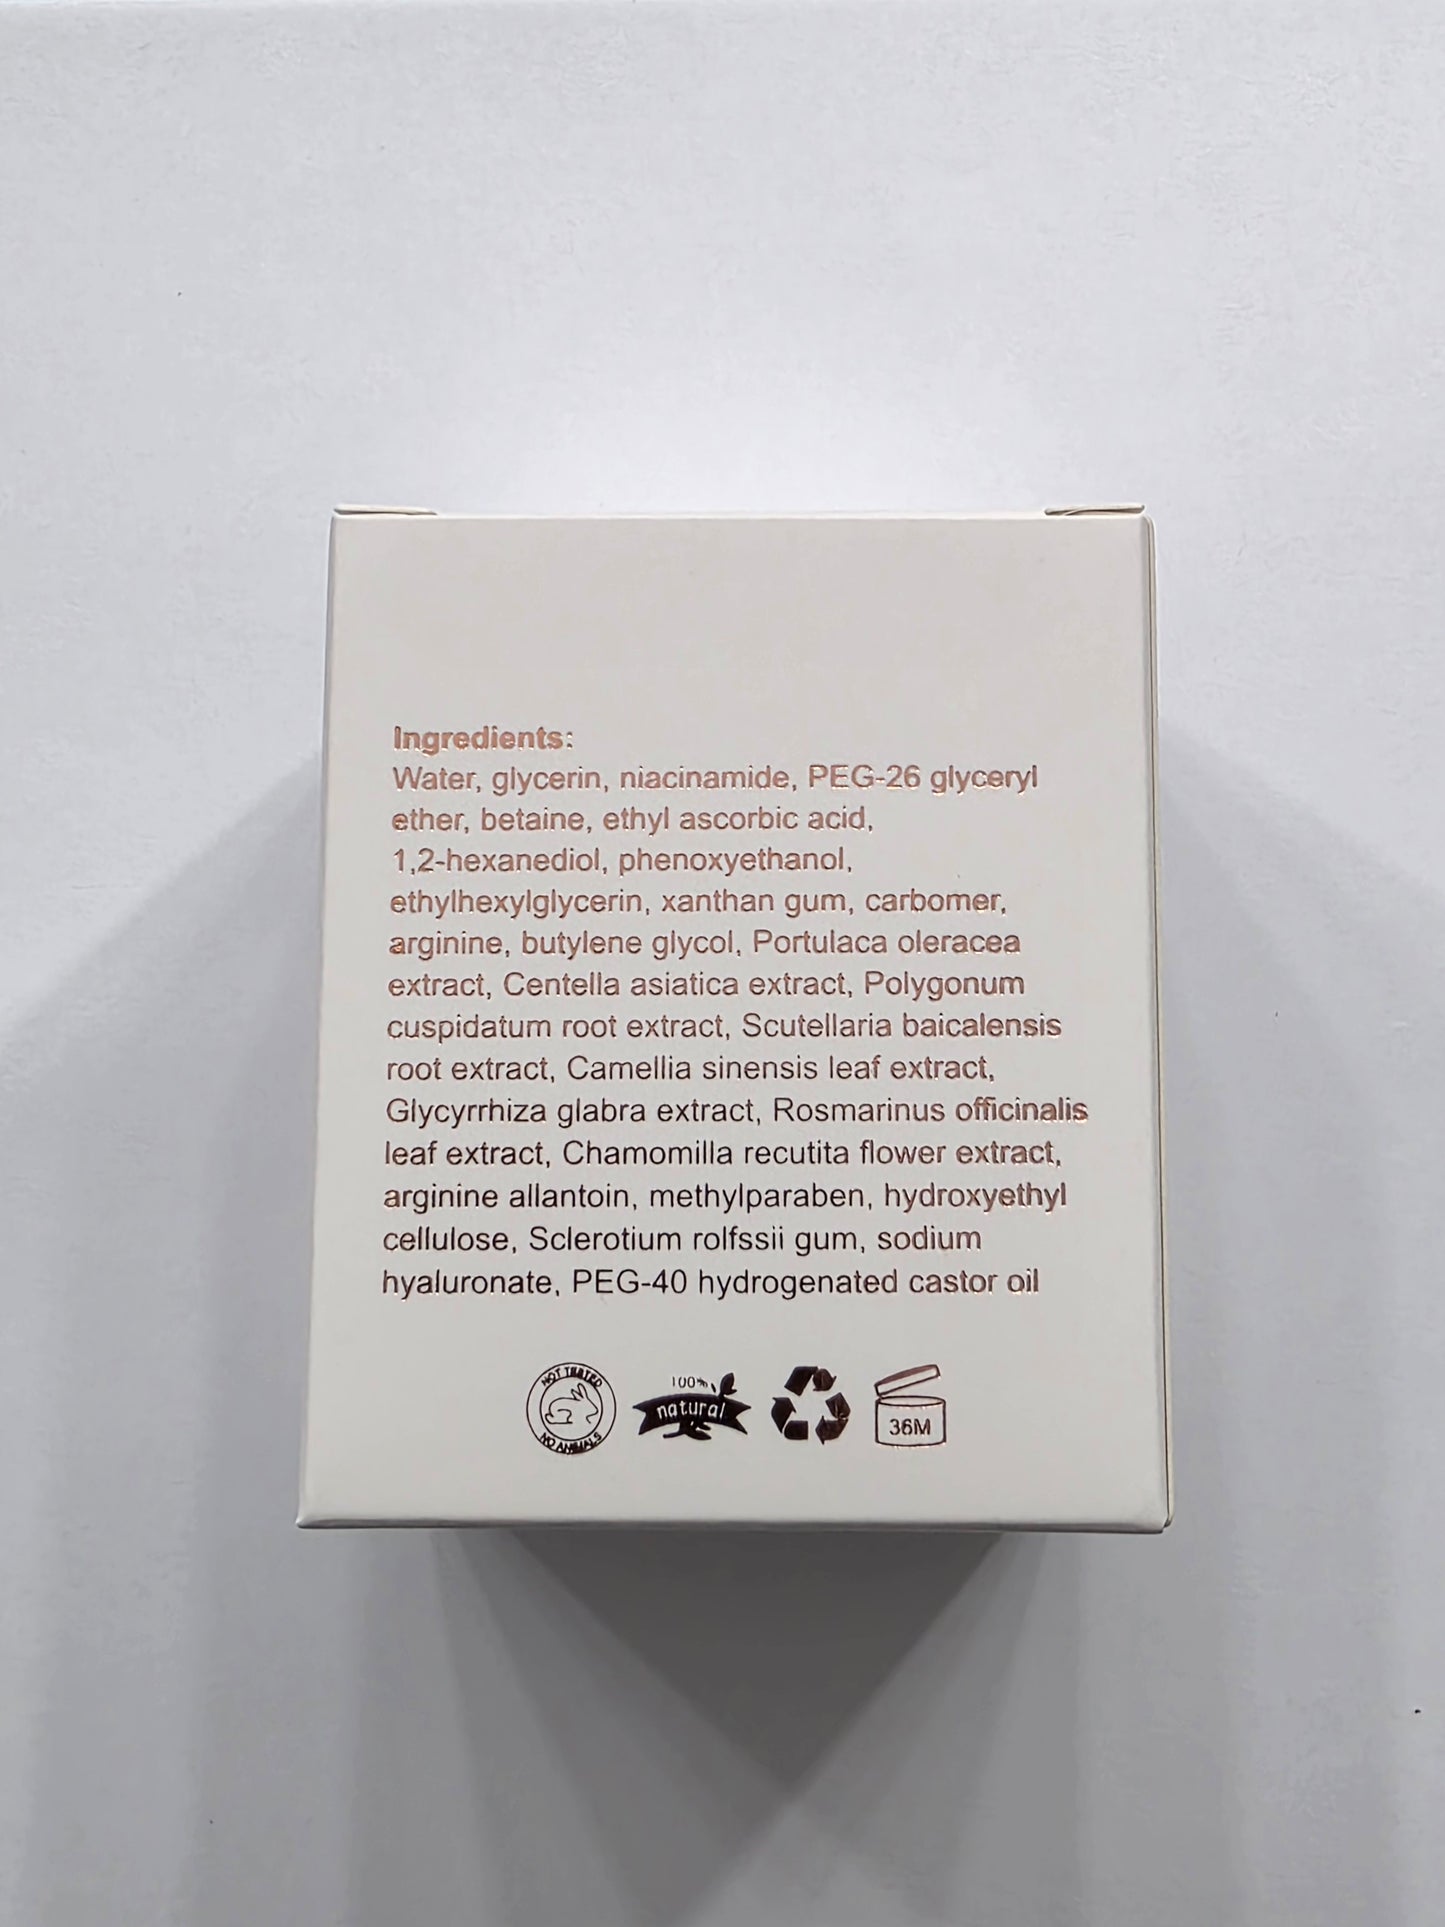 Ingredients:
Water, glycerin, niacinamide, PEG-26 glyceryl
ether, betaine, ethyl ascorbic acid,
1,2-hexanediol, phenoxyethanol,
ethylhexylglycerin, xanthan gum, carbomer,
arginine, butylene glycol, Portulaca oleracea
extract, Centella asiatica extract, Polygonum
cuspidatum root extract, Scutellaria baicalensis
root extract, Camellia sinensis leaf extract,
Glycyrrhiza glabra extract, Rosmarinus officinalis
leaf extract, Chamomilla recutita flower extract,
arginine allantoin, methylparaben, hydroxyethyl
cellulose, Sclerotium rolfssii gum, sodium
hyaluronate, PEG-40 hydrogenated castor oil
NOT TESTED
NO ANIMALS
100%
natural
36M